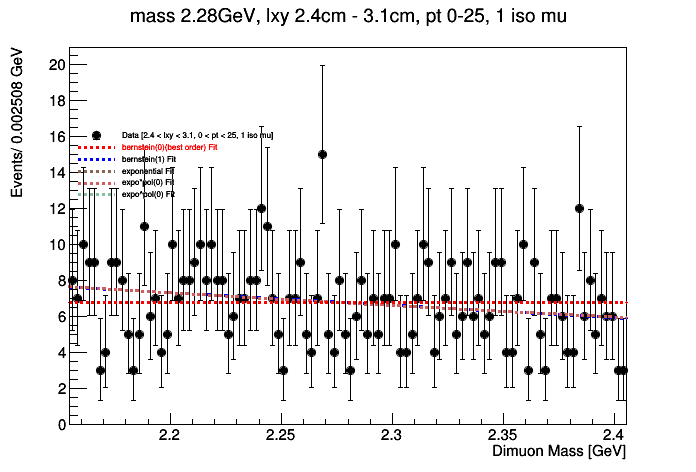 mass 2.28GeV, lxy 2.4cm - 3.1cm, pt 0-25, 1 iso mu
Events/ 0.002508 GeV
20
18
16
14
12
10
8
6
4
2
0
Data [2.4 < lxy < 3.1, 0 < pt < 25, 1 iso mu]
bernstein(0)(best order) Fit
bernstein(1) Fit
exponential Fit
expo*pol(0) Fit
expo*pol(0) Fit
2.2
2.25
2.3
2.35
2.4
Dimuon Mass [GeV]